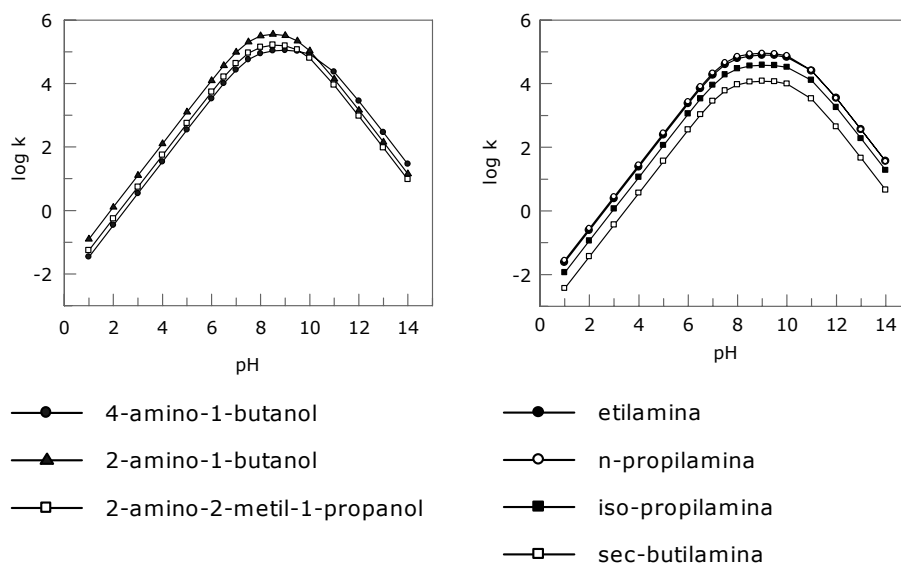 6
4
2
0
-2
log k
0 2 4 6 8 10 12 14
pH
4-amino-1-butanol
2-amino-1-butanol
2-amino-2-metil-1-propanol
6
4
2
0
-2
log k
0 2 4 6 8 10 12 14
pH
etilamina
n-propilamina
iso-propilamina
sec-butilamina